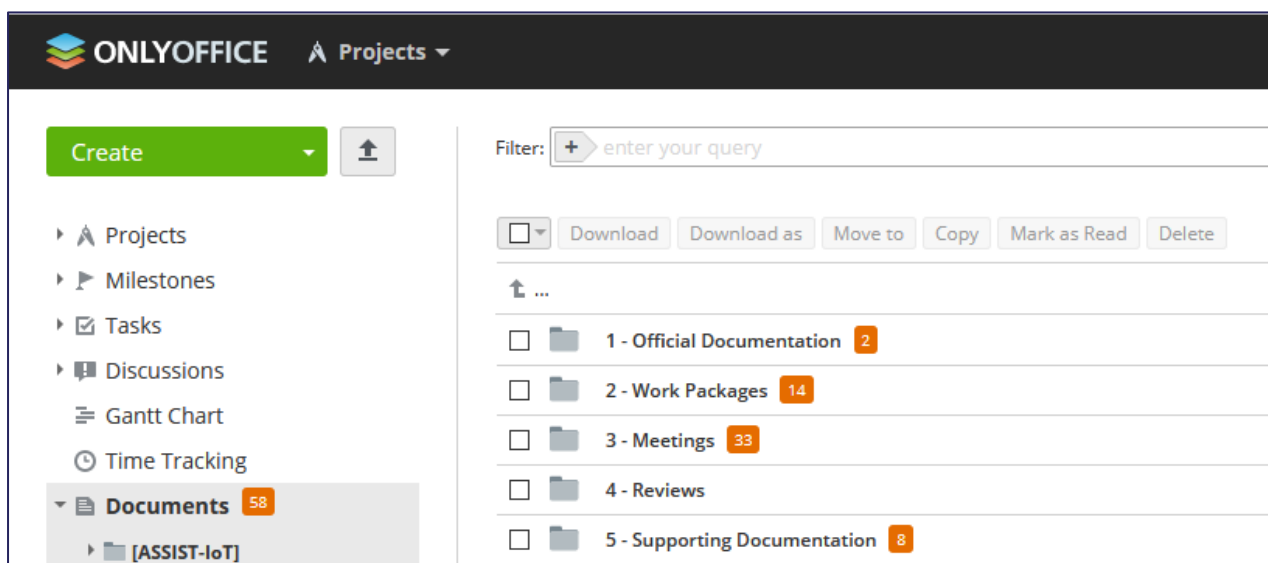 ONLYOFFICE Projects
Create
Filter: + enter your query
Projects
Download Download as Move to Copy Mark as Read Delete
Milestones
...
Tasks
1 - Official Documentation 2
Discussions
2 - Work Packages 14
Gantt Chart
3 - Meetings 33
Time Tracking
4 - Reviews
Documents 58
5 - Supporting Documentation 8
[ASSIST-IoT]